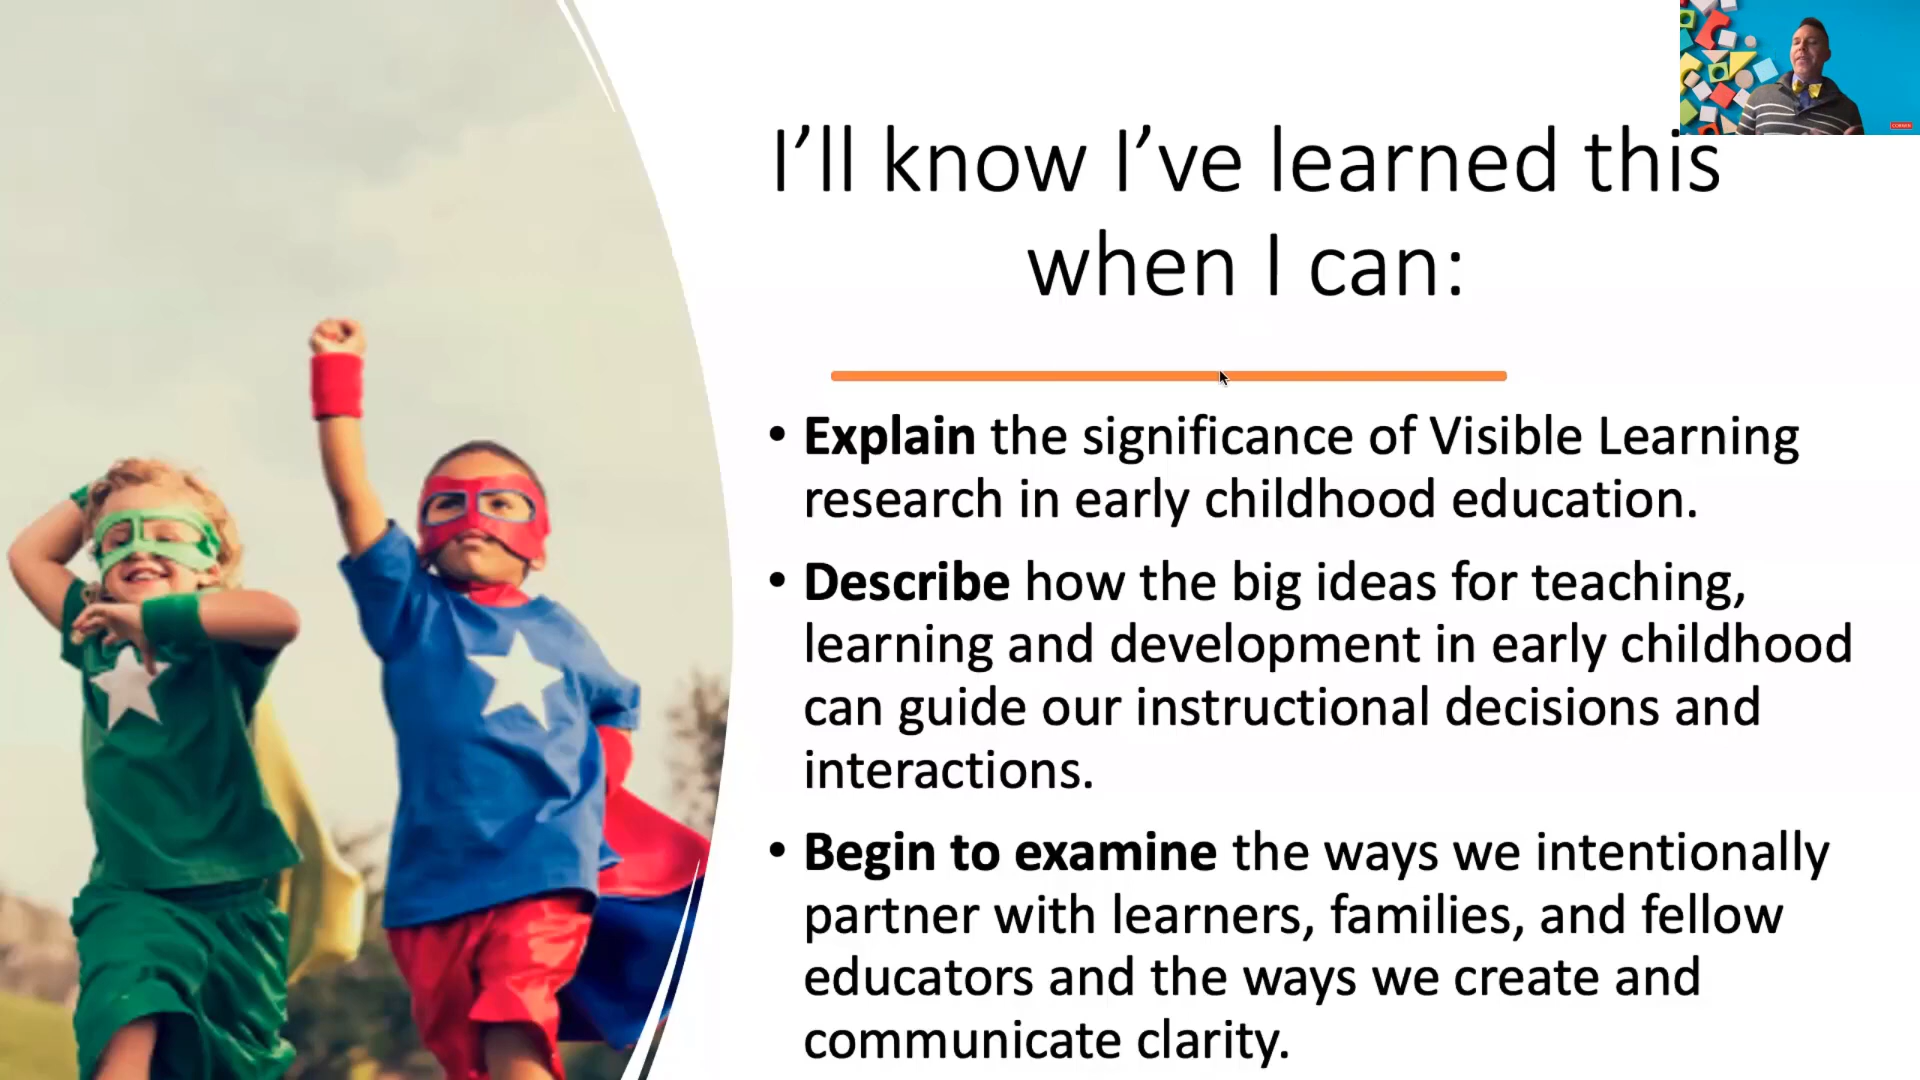 I’ll know I’ve learned this
when I can:
• Explain the significance of Visible Learning
research in early childhood education.
• Describe how the big ideas for teaching,
learning and development in early childhood
can guide our instructional decisions and
interactions.
• Begin to examine the ways we intentionally
partner with learners, families, and fellow
educators and the ways we create and
communicate clarity.
CORWIN